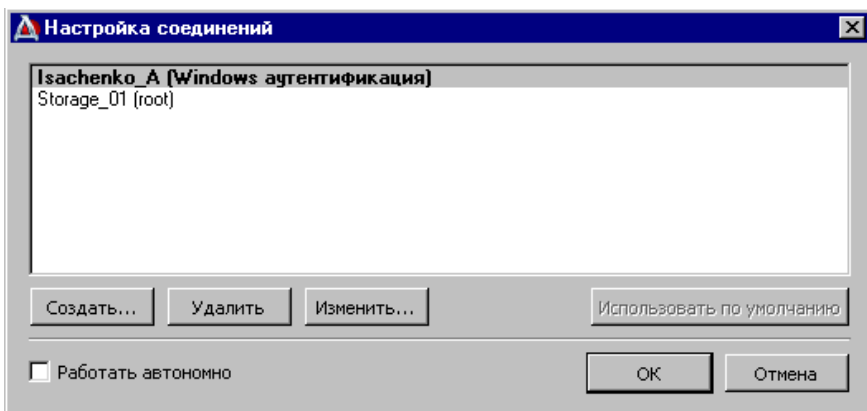 Настройка соединений
Isachenko_A (Windows аутентификация)
Storage_01 (root)
Создать... Удалить Изменить... Использовать по умолчанию
Работать автономно OK Отмена